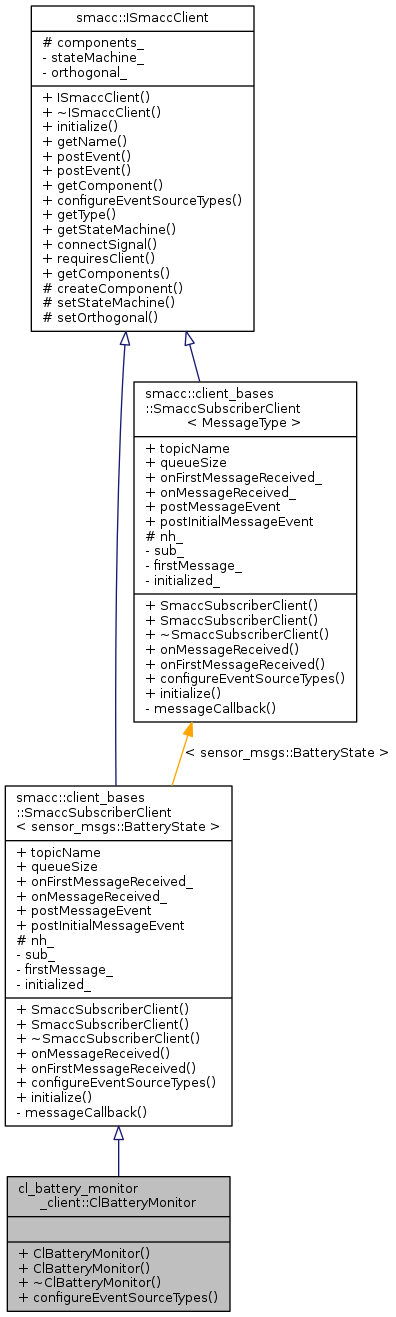 smacc::ISmaccClient
# components_
- stateMachine_
- orthogonal_
+ ISmaccClient()
+ ~ISmaccClient()
+ initialize()
+ getName()
+ postEvent()
+ postEvent()
+ getComponent()
+ configureEventSourceTypes()
+ getType()
+ getStateMachine()
+ connectSignal()
+ requiresClient()
+ getComponents()
# createComponent()
# setStateMachine()
# setOrthogonal()
smacc::client_bases
::SmaccSubscriberClient
< MessageType >
+ topicName
+ queueSize
+ onFirstMessageReceived_
+ onMessageReceived_
+ postMessageEvent
+ postInitialMessageEvent
# nh_
- sub_
- firstMessage_
- initialized_
+ SmaccSubscriberClient()
+ SmaccSubscriberClient()
+ ~SmaccSubscriberClient()
+ onMessageReceived()
+ onFirstMessageReceived()
+ configureEventSourceTypes()
+ initialize()
- messageCallback()
< sensor_msgs::BatteryState >
smacc::client_bases
::SmaccSubscriberClient
< sensor_msgs::BatteryState >
+ topicName
+ queueSize
+ onFirstMessageReceived_
+ onMessageReceived_
+ postMessageEvent
+ postInitialMessageEvent
# nh_
- sub_
- firstMessage_
- initialized_
+ SmaccSubscriberClient()
+ SmaccSubscriberClient()
+ ~SmaccSubscriberClient()
+ onMessageReceived()
+ onFirstMessageReceived()
+ configureEventSourceTypes()
+ initialize()
- messageCallback()
cl_battery_monitor
_client::ClBatteryMonitor
+ ClBatteryMonitor()
+ ClBatteryMonitor()
+ ~ClBatteryMonitor()
+ configureEventSourceTypes()